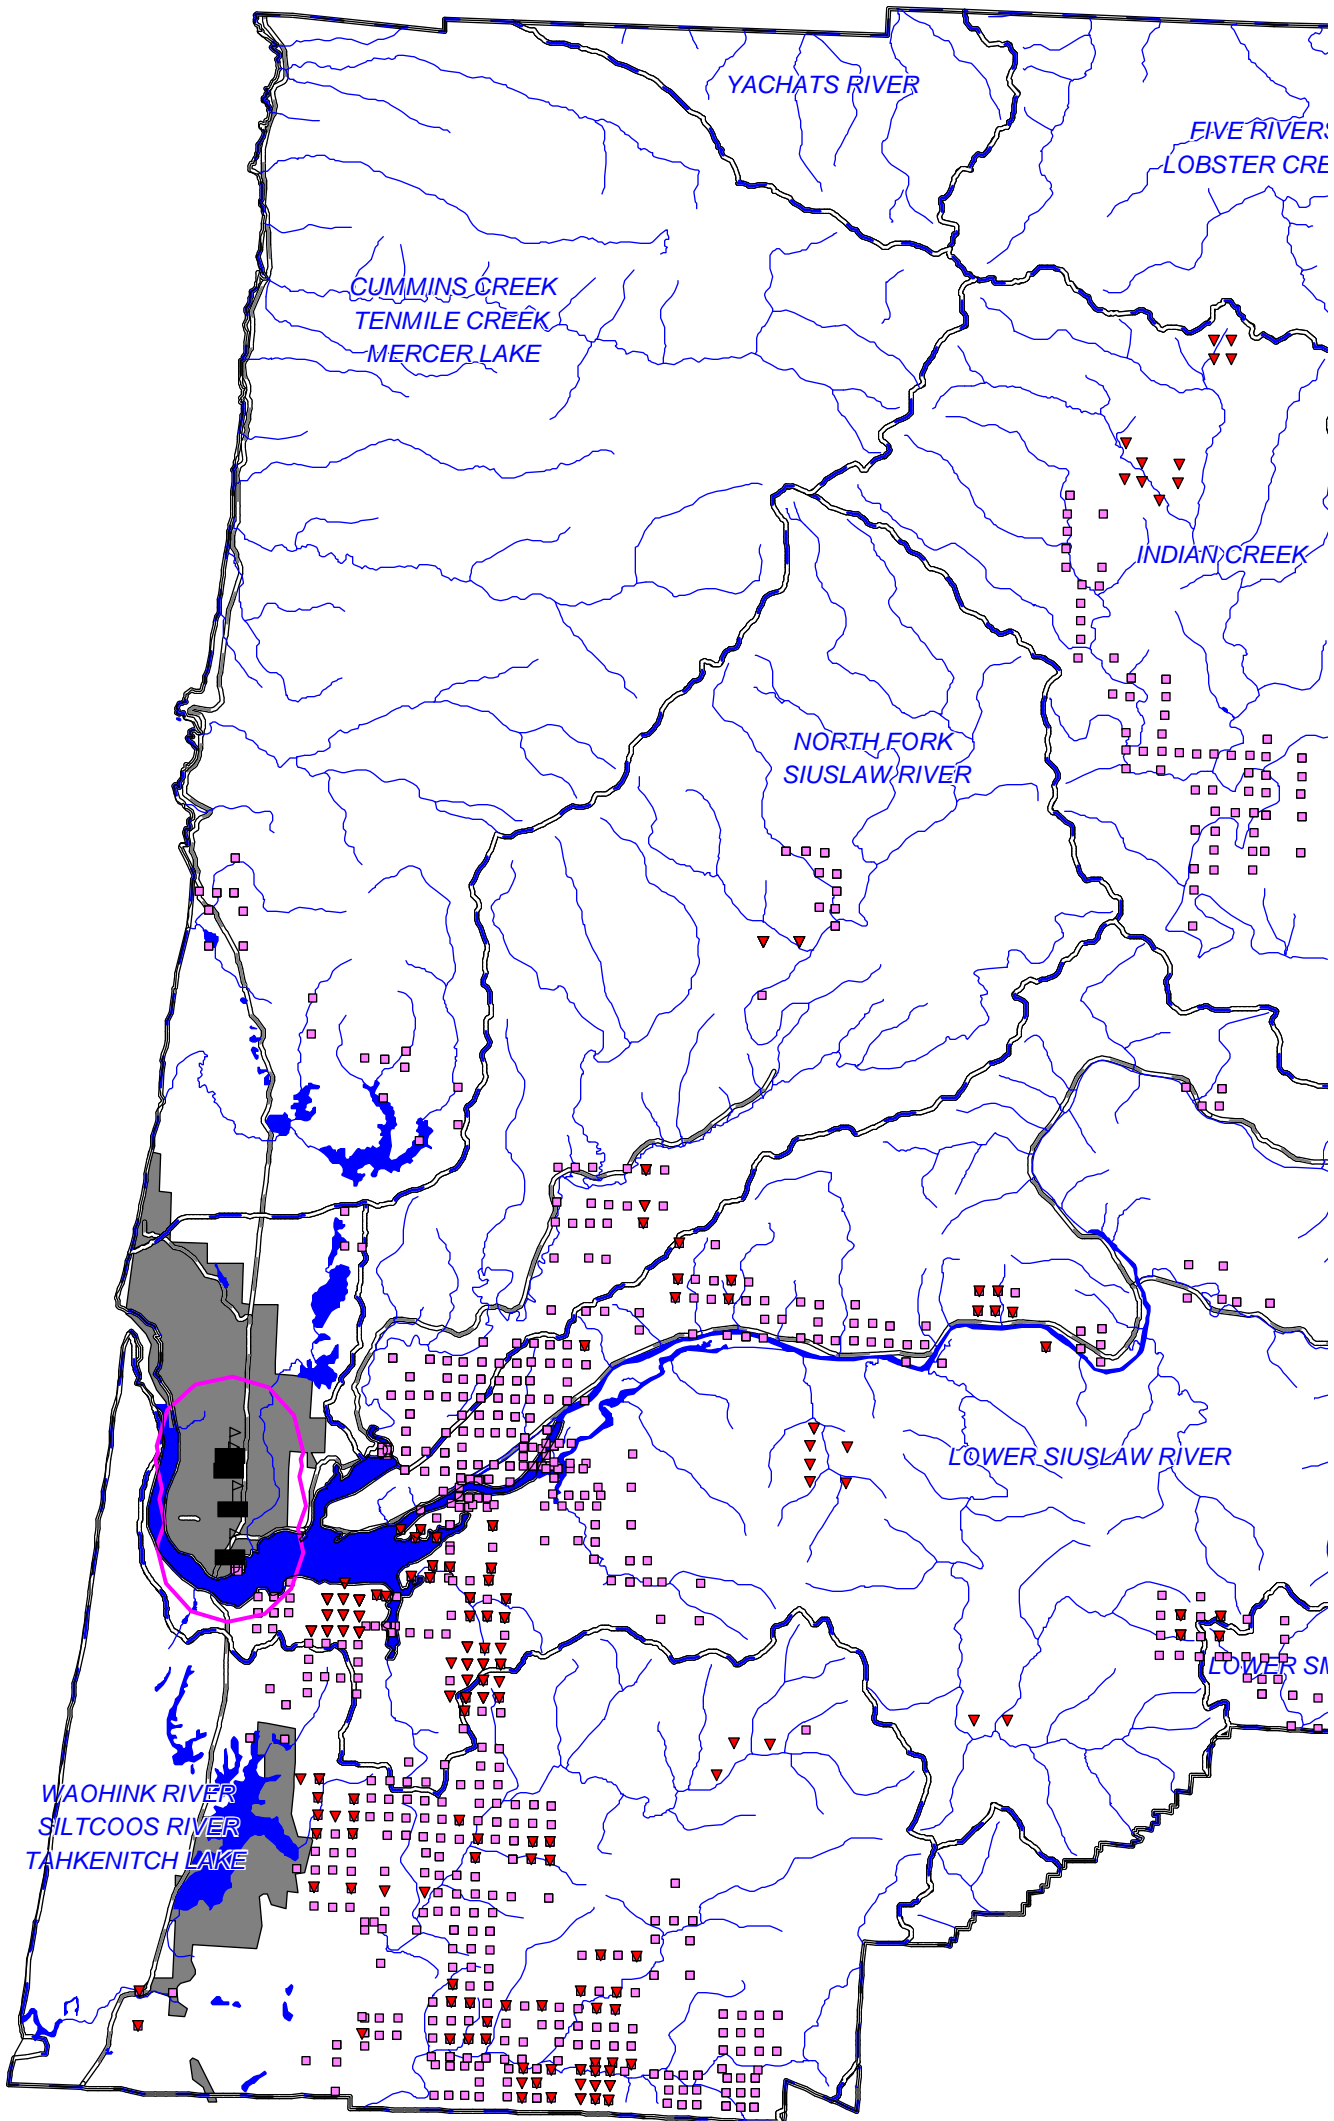 YACHATS RIVER
FIVE RIVERS
LOBSTER CRE
CUMMINS CREEK
TENMILE CREEK
MERCER LAKE
INDIAN CREEK
NORTH FORK
SIUSLAW RIVER
LOWER SIUSLAW RIVER
LOWER SM
WAOHINK RIVER
SILTCOOS RIVER
TAHKENITCH LAKE